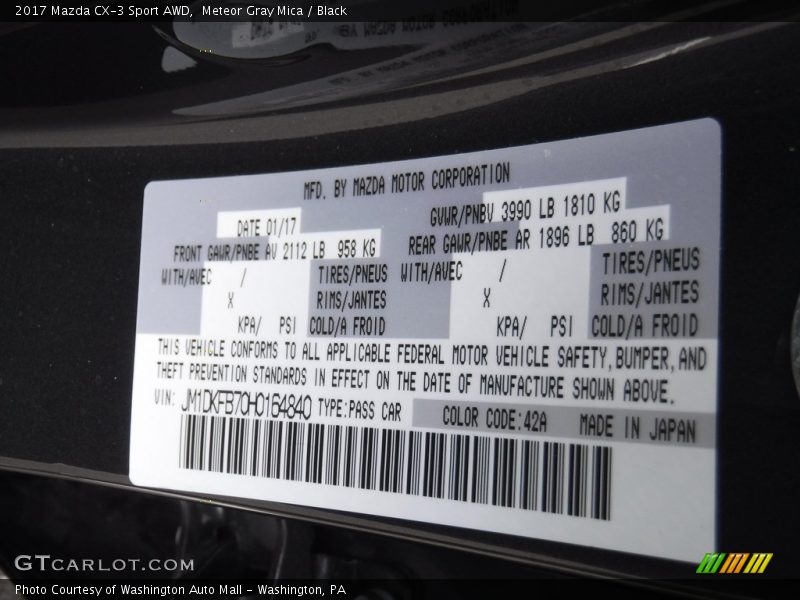 2017 Mazda CX-3 Sport AWD,  Meteor Gray Mica / Black
MFD. BY MAZDA MOTOR CORPORATION
DATE 01/17
GVWR/PNBV 3990 LB 1810 KG
FRONT GAWR/PNBE AV 2112 LB 958 KG
REAR GAWR/PNBE AR 1896 LB 860 KG
WITH/AVEC / TIRES/PNEUS WITH/AVEC / TIRES/PNEUS
X RIMS/JANTES X RIMS/JANTES
KPA/ PSI COLD/A FROID KPA/ PSI COLD/A FROID
THIS VEHICLE CONFORMS TO ALL APPLICABLE FEDERAL MOTOR VEHICLE SAFETY, BUMPER, AND
THEFT PREVENTION STANDARDS IN EFFECT ON THE DATE OF MANUFACTURE SHOWN ABOVE.
VIN: JM1DKFB70H0164840 TYPE:PASS CAR COLOR CODE:42A MADE IN JAPAN
GTCARLOT.COM
Photo Courtesy of Washington Auto Mall - Washington, PA